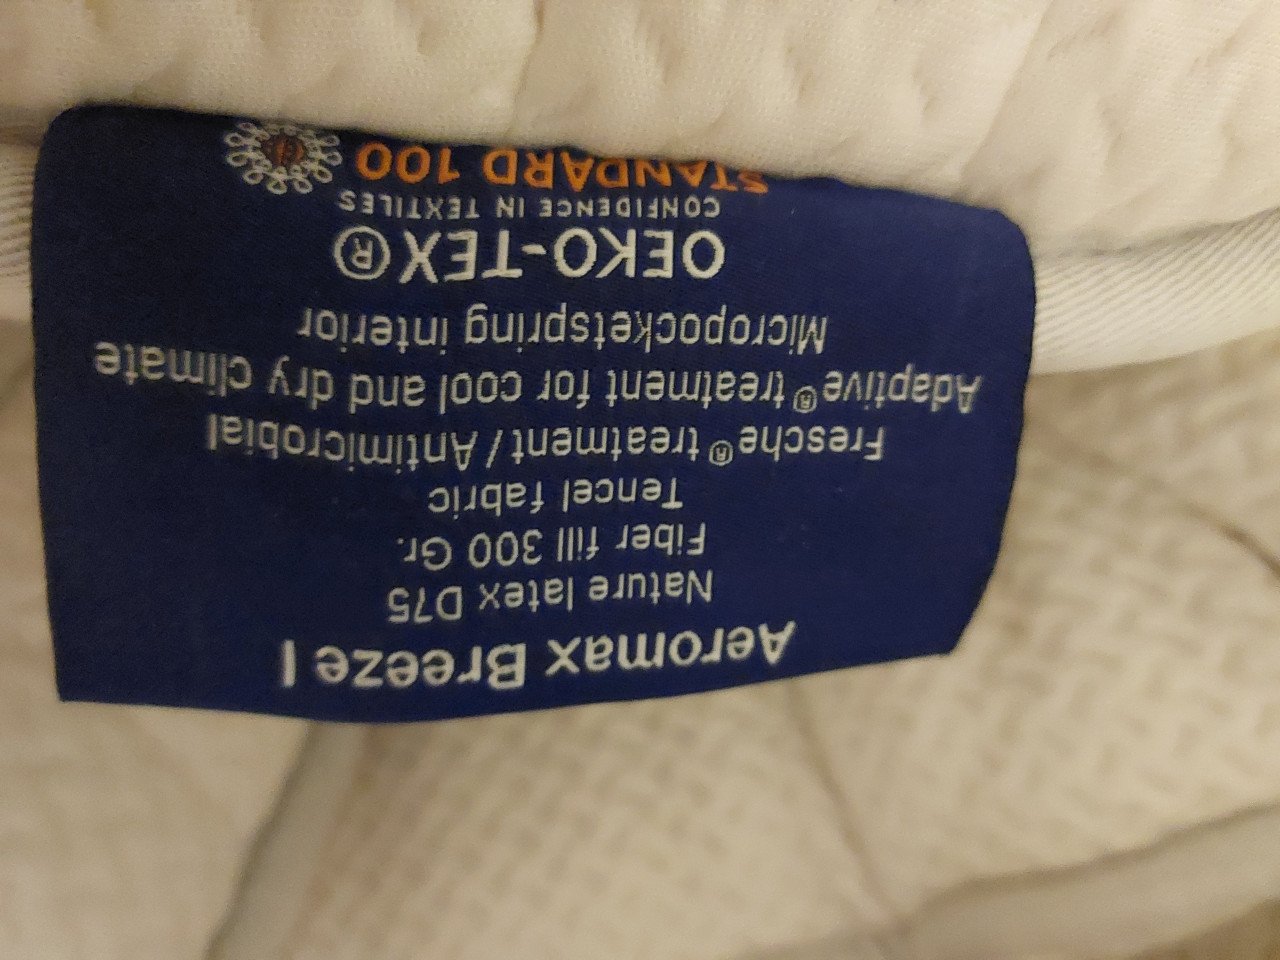 Aeromax Breeze I
Nature latex D75
Fiber fill 300 Gr.
Tencel fabric
Fresche® treatment / Antimicrobial
Adaptive® treatment for cool and dry climate
Micropocketspring interior
OEKO-TEX®
CONFIDENCE IN TEXTILES
STANDARD 100